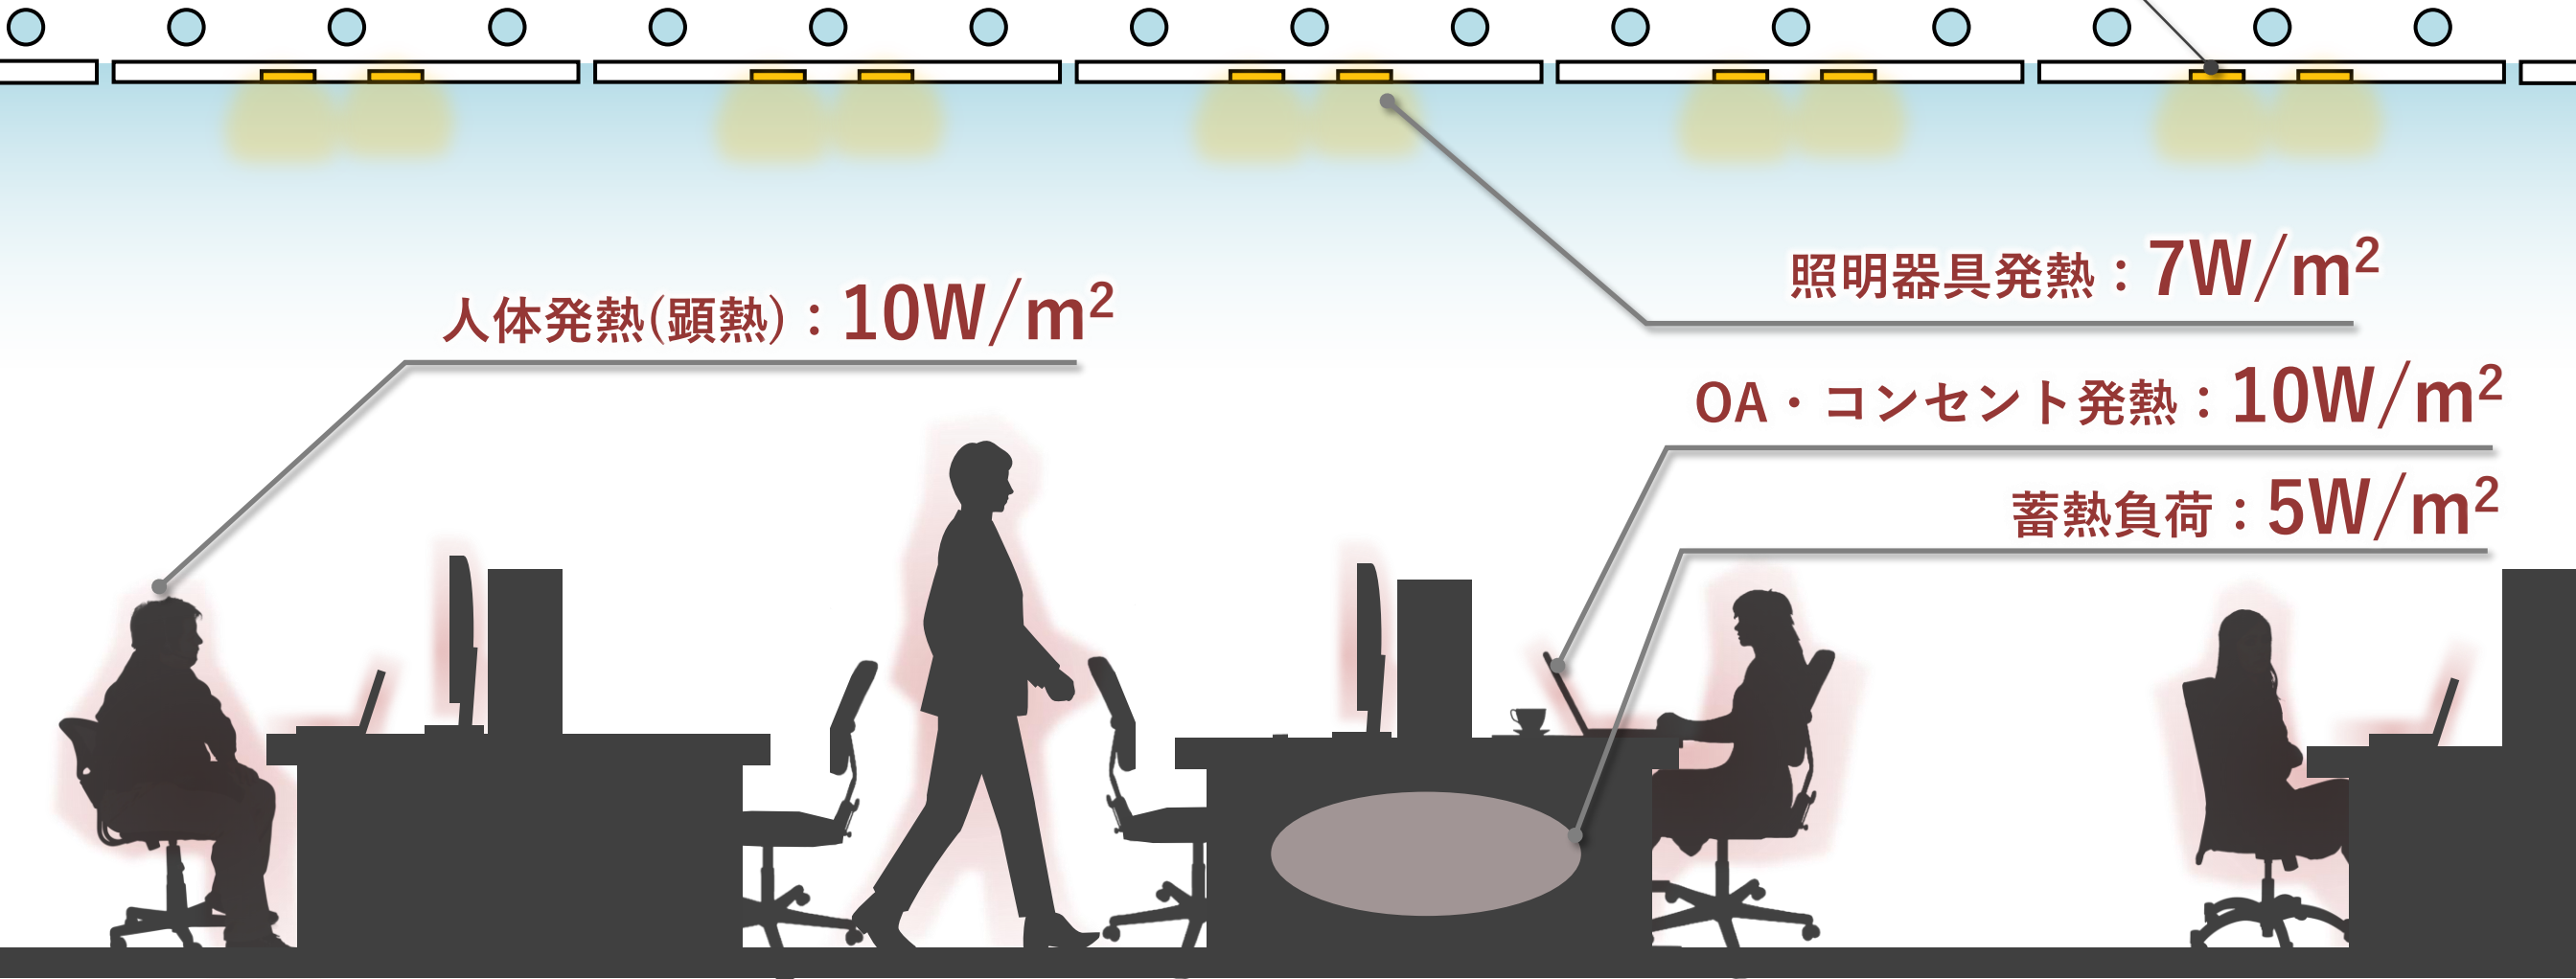 照明器具発熱：7W/m²
人体発熱(顕熱)：10W/m²
OA・コンセント発熱：10W/m²
蓄熱負荷：5W/m²